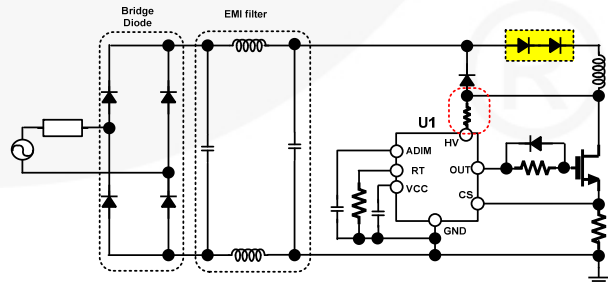 Bridge
Diode
EMI filter
U1
HV
ADIM
RT
VCC
OUT
CS
GND
R